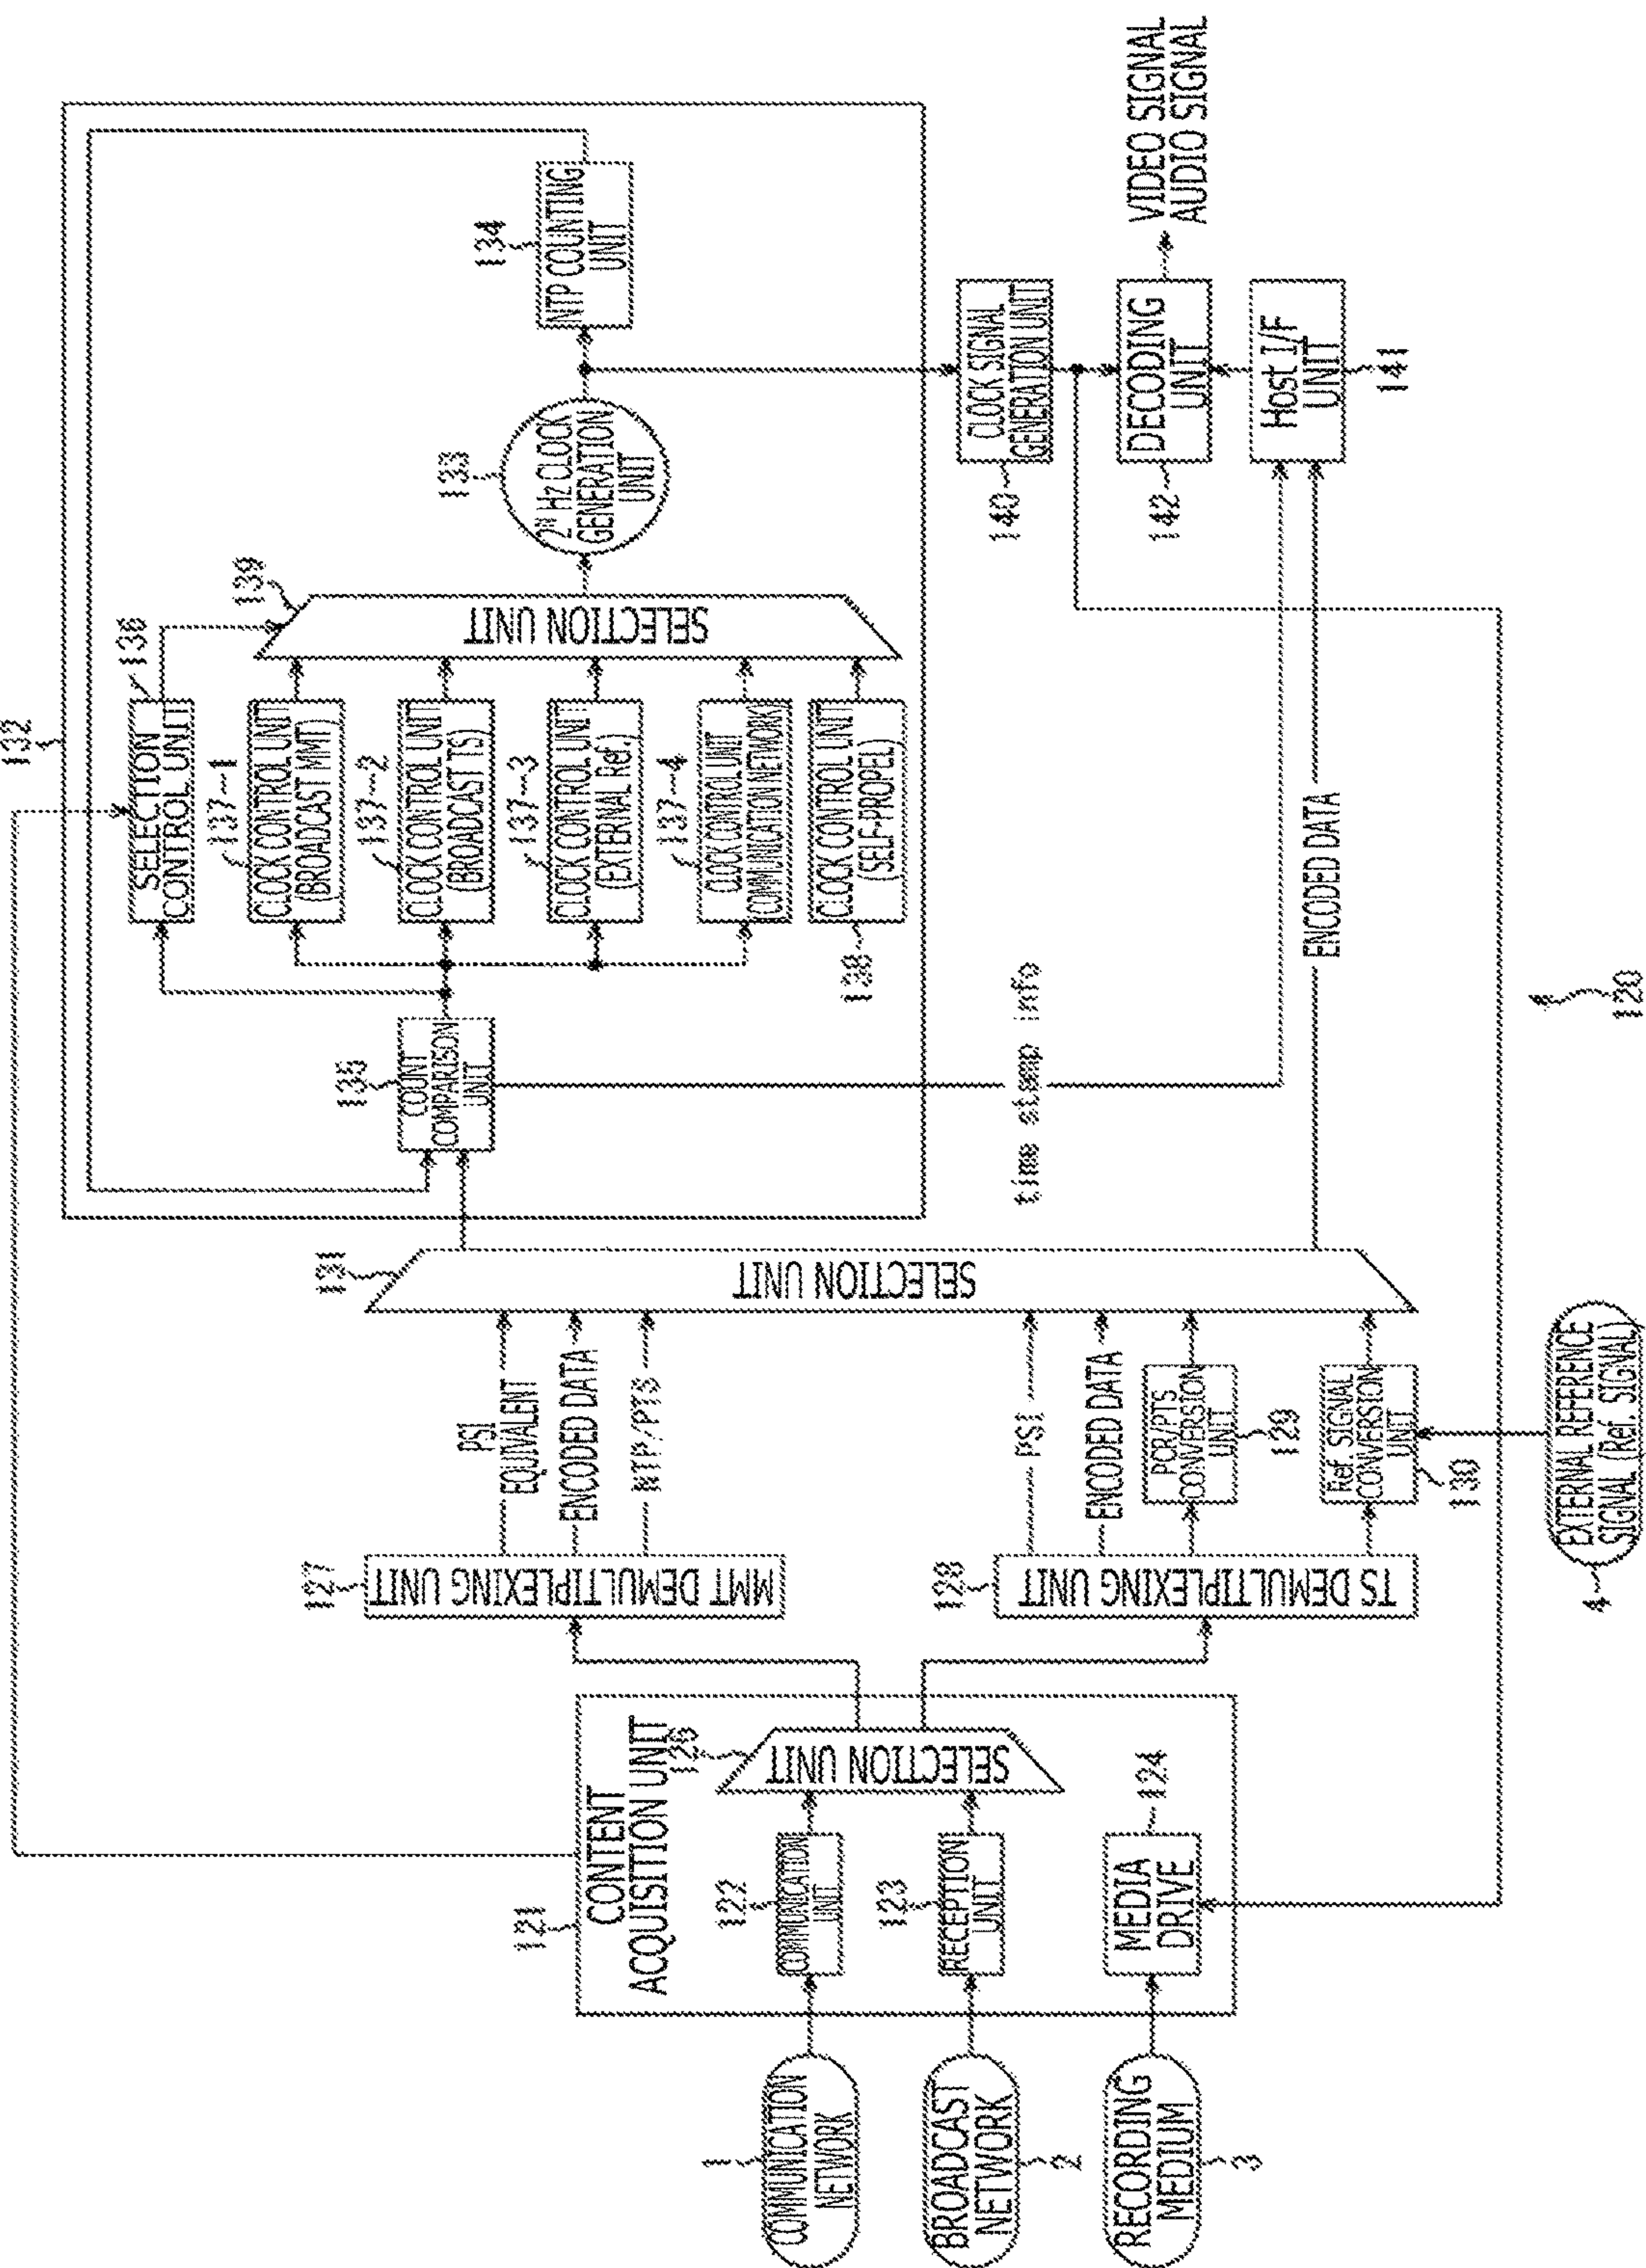 120
1
COMMUNICATION
NETWORK
2
BROADCAST
NETWORK
3
RECORDING
MEDIUM
4
EXTERNAL REFERENCE
SIGNAL (Ref. SIGNAL)
121
CONTENT
ACQUISITION UNIT
122
COMMUNICATION
UNIT
123
RECEPTION
UNIT
124
MEDIA
DRIVE
SELECTION UNIT
127
MMT DEMULTIPLEXING UNIT
128
TS DEMULTIPLEXING UNIT
PSI
EQUIVALENT
ENCODED DATA
NTP/PTS
PSI
ENCODED DATA
PCR/PTS
CONVERSION
UNIT
129
Ref. SIGNAL
CONVERSION
UNIT
130
131
SELECTION UNIT
132
135
COUNT
COMPARISON
UNIT
136
SELECTION
CONTROL UNIT
137-1
CLOCK CONTROL UNIT
(BROADCAST MMT)
137-2
CLOCK CONTROL UNIT
(BROADCAST TS)
137-3
CLOCK CONTROL UNIT
(EXTERNAL Ref.)
137-4
CLOCK CONTROL UNIT
(COMMUNICATION NETWORK)
CLOCK CONTROL UNIT
(SELF-PROPEL)
138
139
SELECTION UNIT
133
2ᴺ Hz CLOCK
GENERATION
UNIT
134
NTP COUNTING
UNIT
time stamp info
ENCODED DATA
CLOCK SIGNAL
GENERATION UNIT
140
DECODING
UNIT
142
Host I/F
UNIT
141
VIDEO SIGNAL
AUDIO SIGNAL